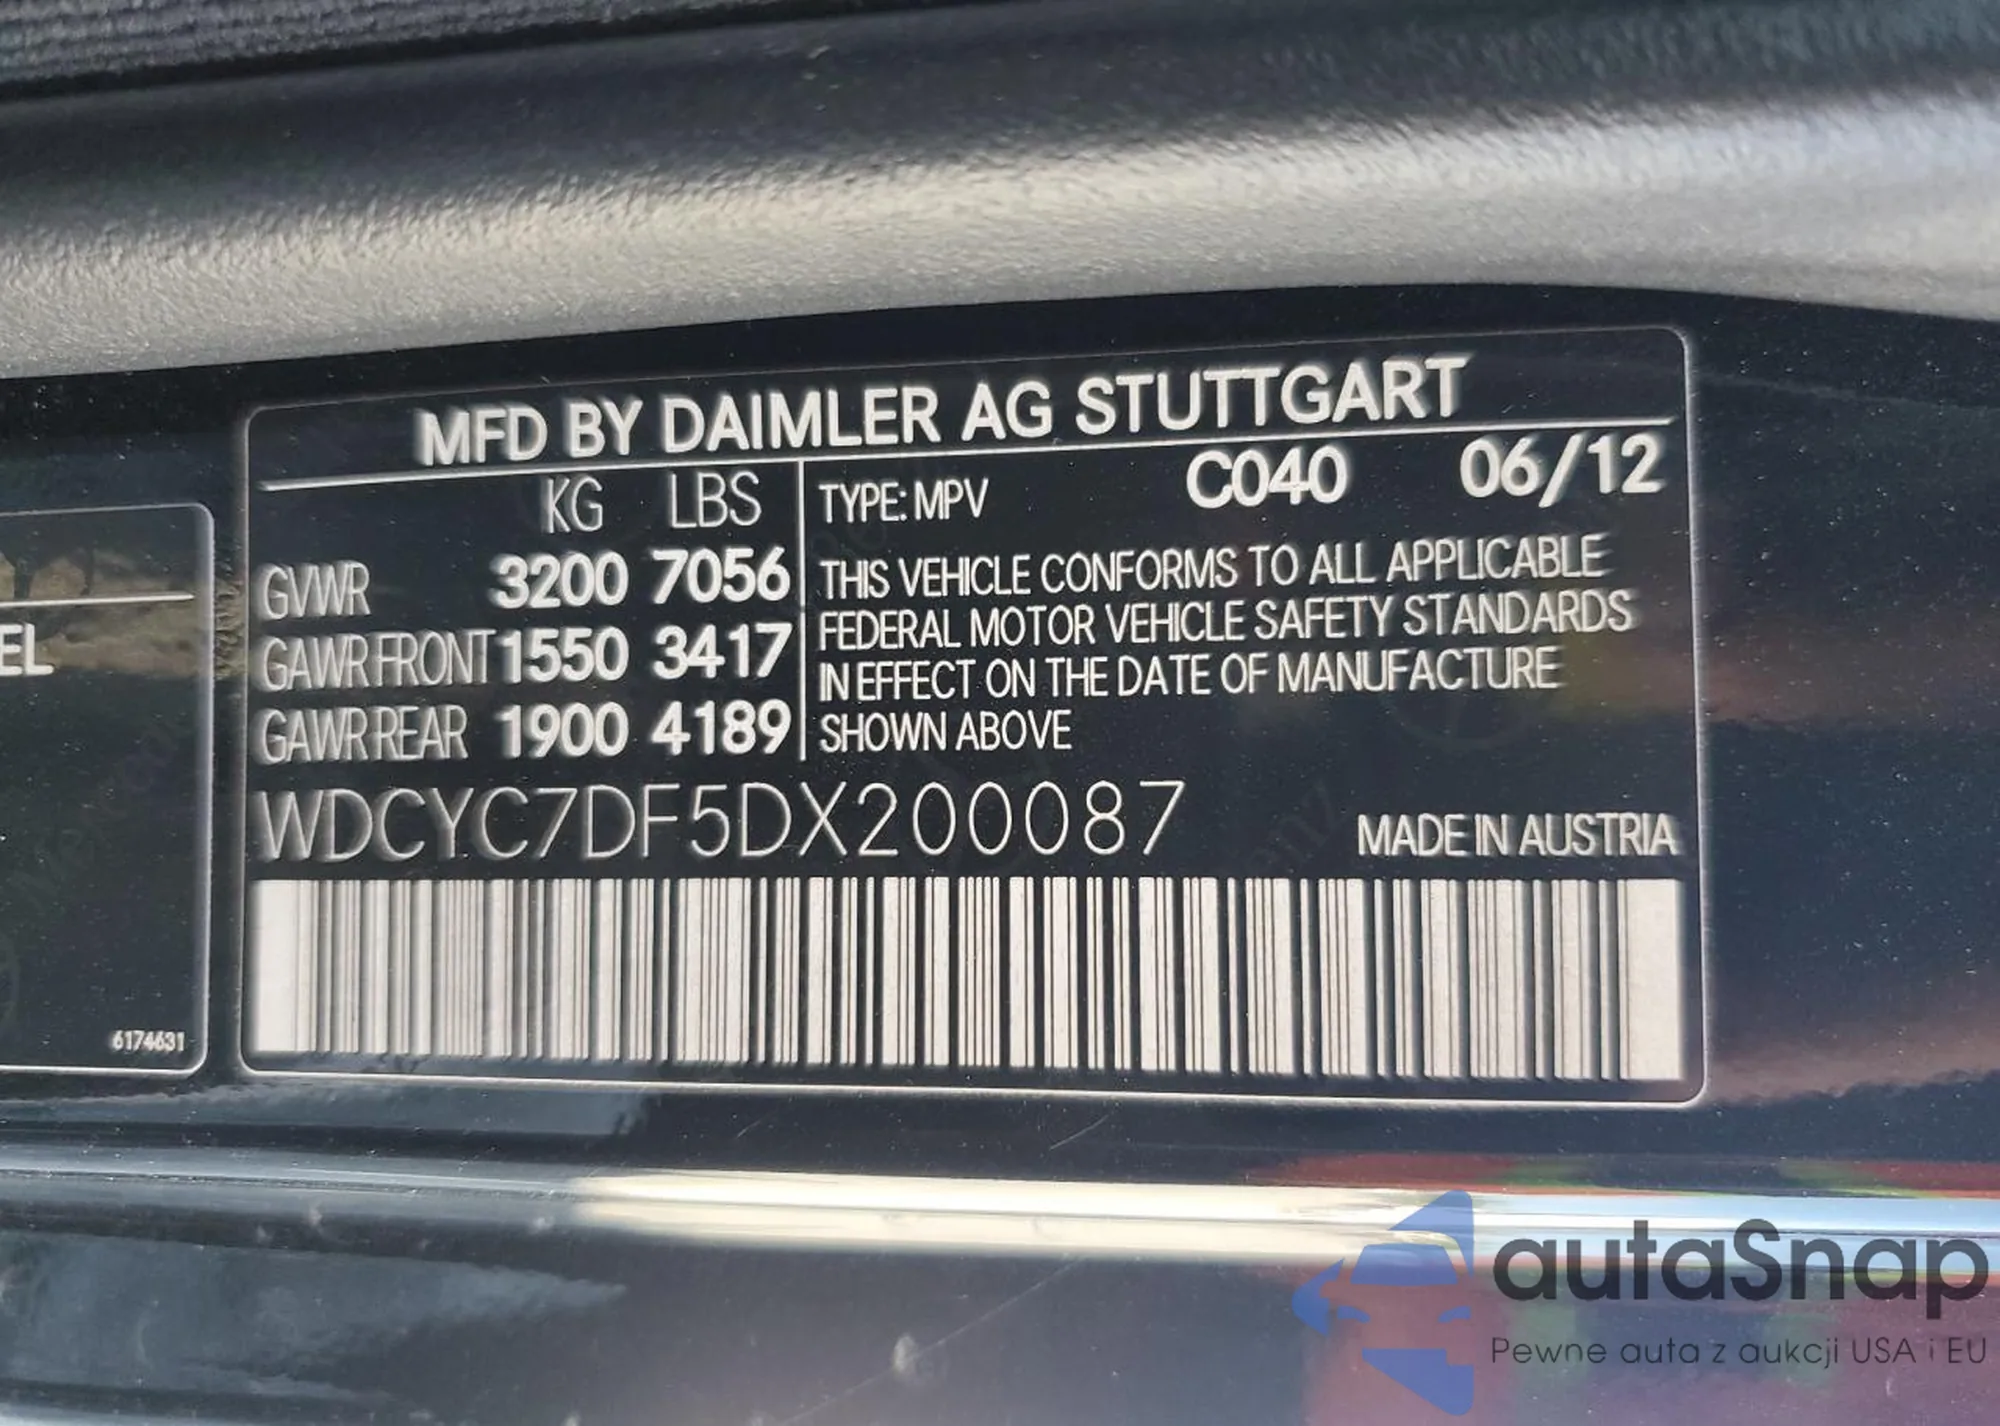 MFD BY DAIMLER AG STUTTGART
KG LBS
GVWR 3200 7056
GAWR FRONT 1550 3417
GAWR REAR 1900 4189
TYPE: MPV C040 06/12
THIS VEHICLE CONFORMS TO ALL APPLICABLE
FEDERAL MOTOR VEHICLE SAFETY STANDARDS
IN EFFECT ON THE DATE OF MANUFACTURE
SHOWN ABOVE
WDCYC7DF5DX200087
MADE IN AUSTRIA
EL
6174631
autaSnap
Pewne auta z aukcji USA i EU